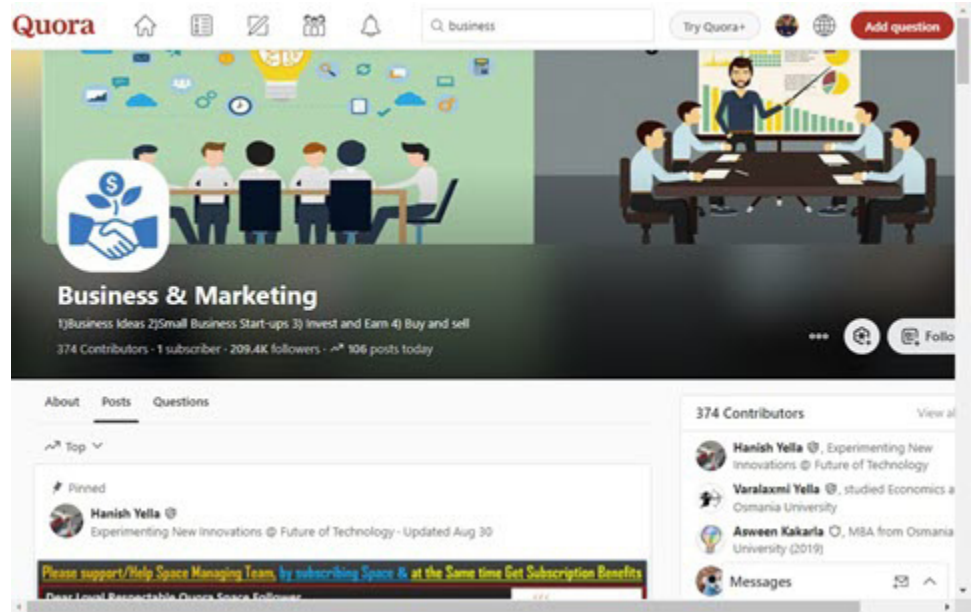 Quora
business
Try Quora+
Add question
Business & Marketing
1)Business Ideas 2)Small Business Start-ups 3) Invest and Earn 4) Buy and sell
374 Contributors · 1 subscriber · 209.4K followers · 106 posts today
Follo
About Posts Questions
374 Contributors
View al
Top
Hanish Yella, Experimenting New
Innovations @ Future of Technology
Pinned
Varalaxmi Yella, studied Economics a
Osmania University
Hanish Yella
Experimenting New Innovations @ Future of Technology · Updated Aug 30
Asween Kakarla, MBA from Osmania
University (2019)
Please support/Help Space Managing Team, by subscribing Space & at the Same time Get Subscription Benefits
Messages
Dear Loyal Respectable Quora Space Follower